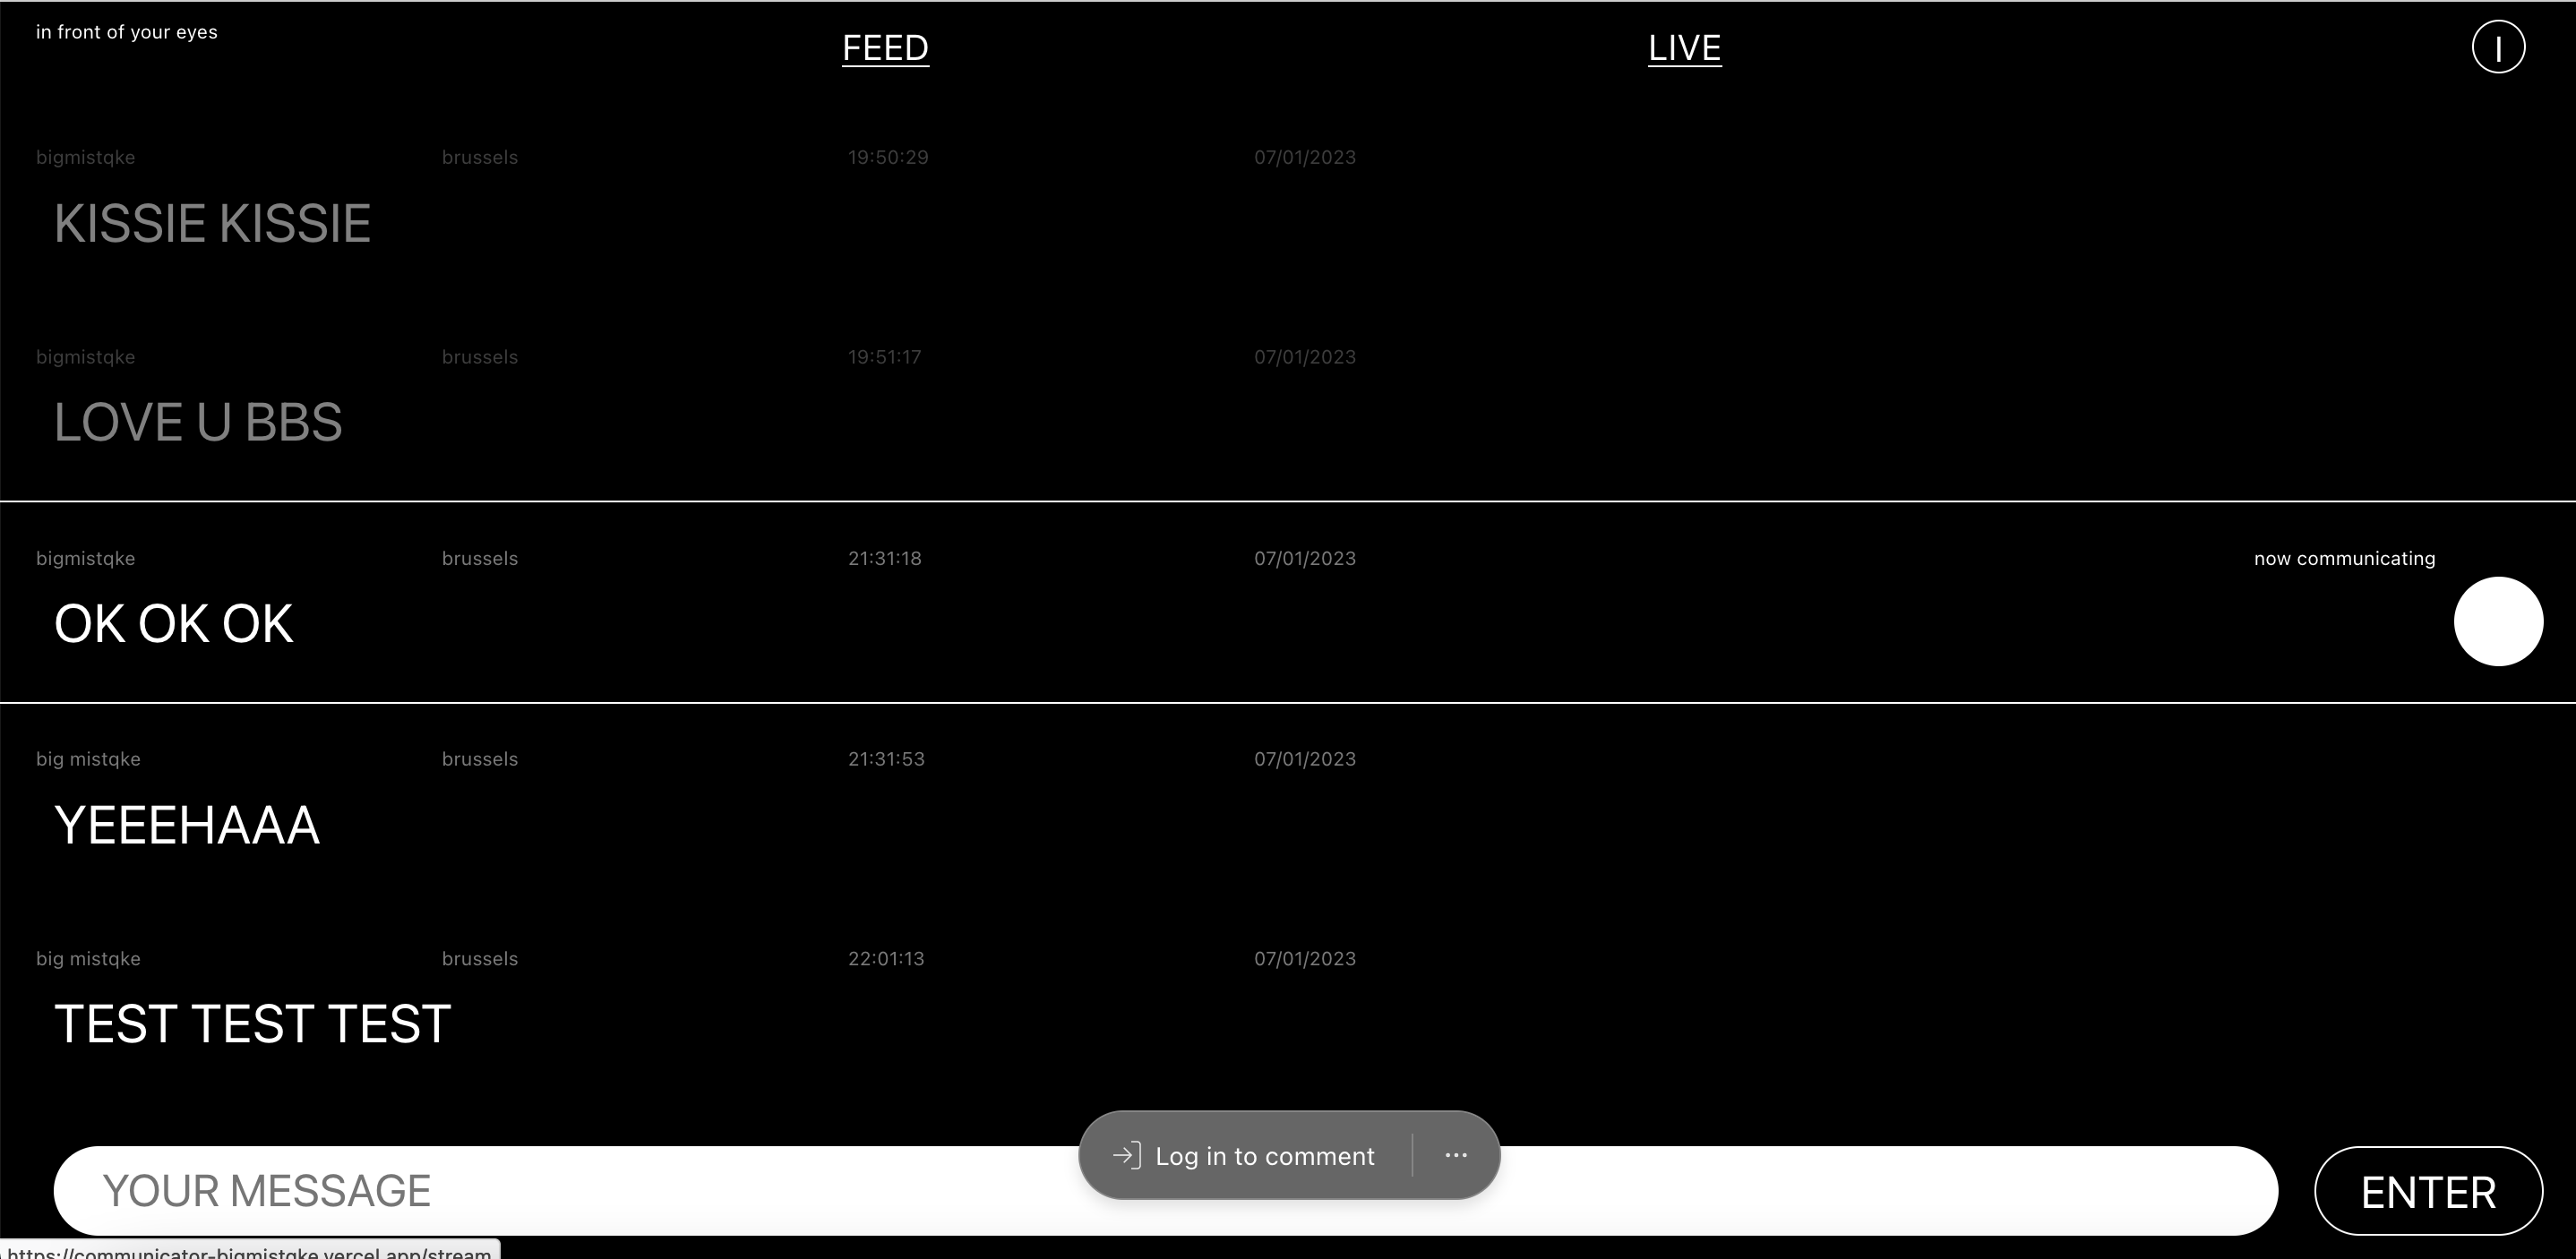 in front of your eyes FEED LIVE I
bigmistqke brussels 19:50:29 07/01/2023
KISSIE KISSIE
bigmistqke brussels 19:51:17 07/01/2023
LOVE U BBS
bigmistqke brussels 21:31:18 07/01/2023 now communicating
OK OK OK
big mistqke brussels 21:31:53 07/01/2023
YEEEHAAA
big mistqke brussels 22:01:13 07/01/2023
TEST TEST TEST
Log in to comment ...
YOUR MESSAGE ENTER
https://communicator-bigmistqke.vercel.app/stream